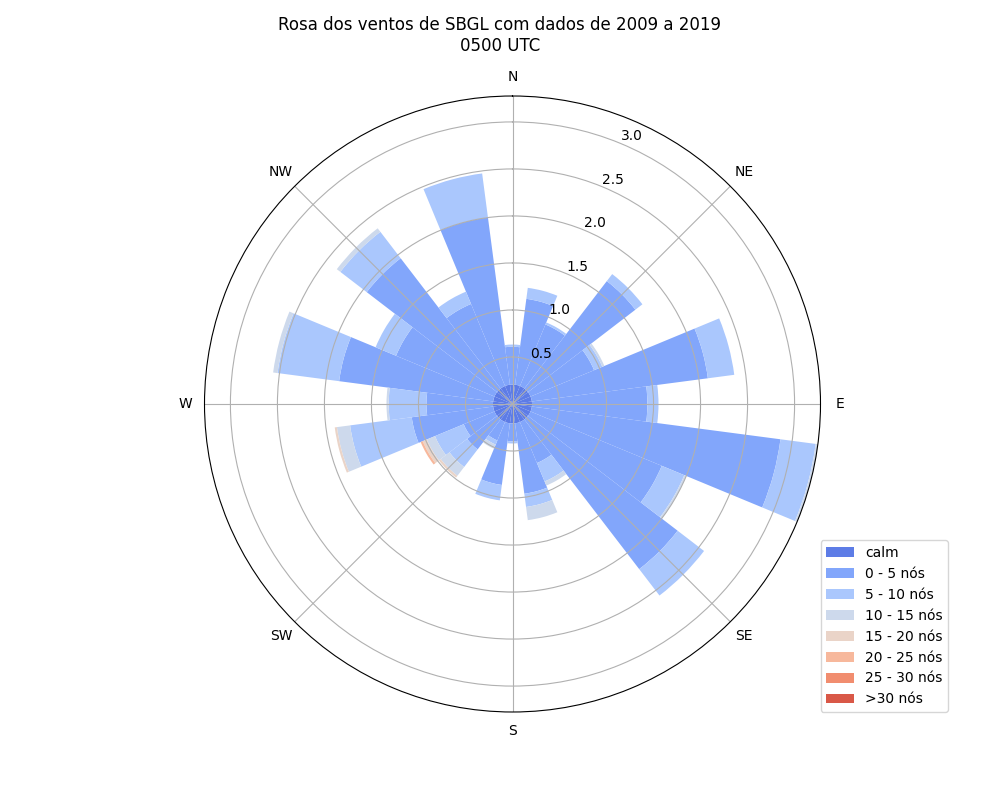 Rosa dos ventos de SBGL com dados de 2009 a 2019
0500 UTC
N
NW
NE
3.0
2.5
2.0
1.5
1.0
0.5
W
E
SW
SE
S
calm
0 - 5 nós
5 - 10 nós
10 - 15 nós
15 - 20 nós
20 - 25 nós
25 - 30 nós
>30 nós